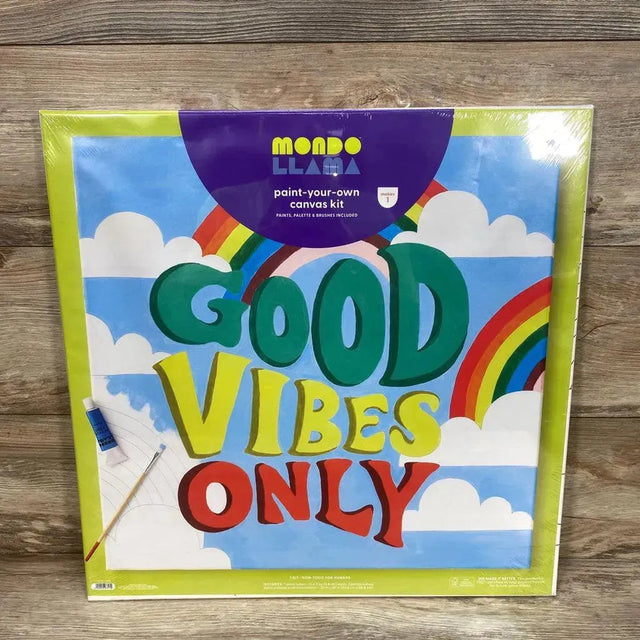 MONDO
LLAMA
paint-your-own
canvas kit
makes
1
PAINTS, PALETTE & BRUSHES INCLUDED
GOOD
VIBES
ONLY